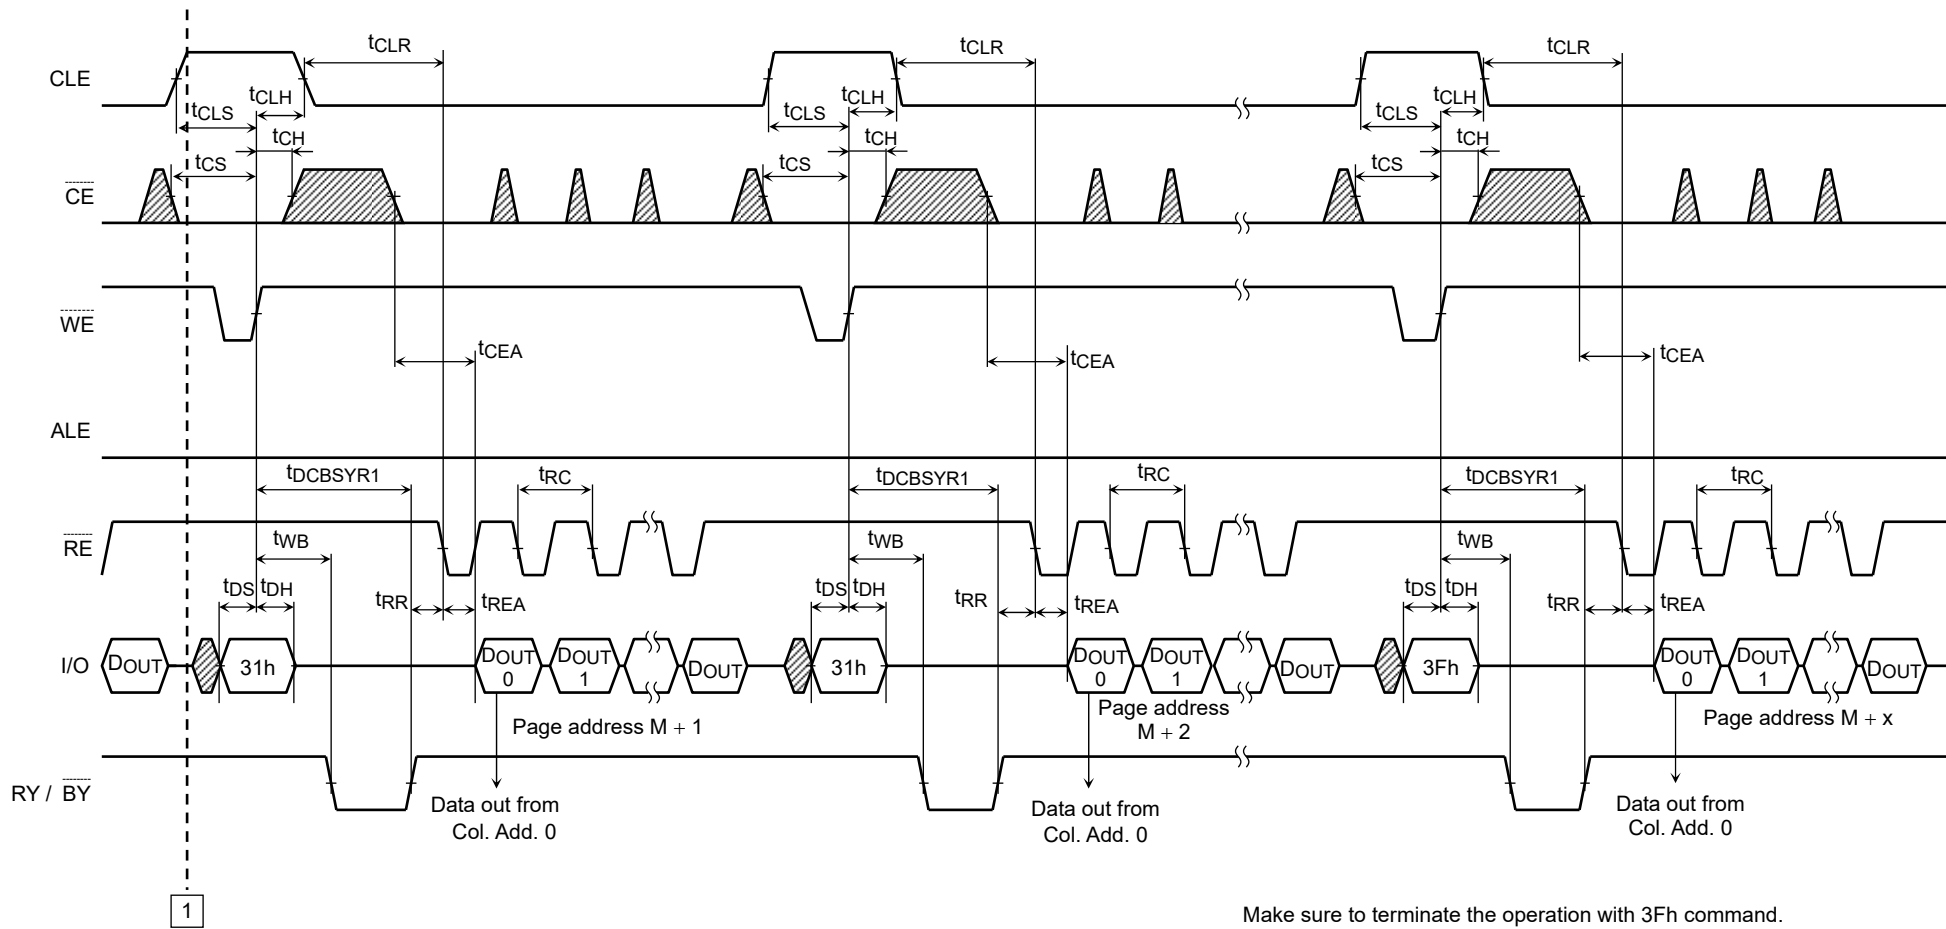 tCLR tCLR tCLR
CLE
tCLH tCLH tCLH
tCLS tCLS tCLS
tCH tCH tCH
tCS tCS tCS
CE
WE
tCEA tCEA tCEA
ALE
tDCBSYR1 tRC tDCBSYR1 tRC tDCBSYR1 tRC
RE
tWB tWB tWB
tDS tDH tDS tDH tDS tDH
tRR tREA tRR tREA tRR tREA
I/O DOUT 31h DOUT 0 DOUT 1 DOUT 31h DOUT 0 DOUT 1 DOUT 3Fh DOUT 0 DOUT 1 DOUT
Page address M + 1
Page address
M + 2
Page address M + x
RY / BY
Data out from
Col. Add. 0
Data out from
Col. Add. 0
Data out from
Col. Add. 0
1
Make sure to terminate the operation with 3Fh command.